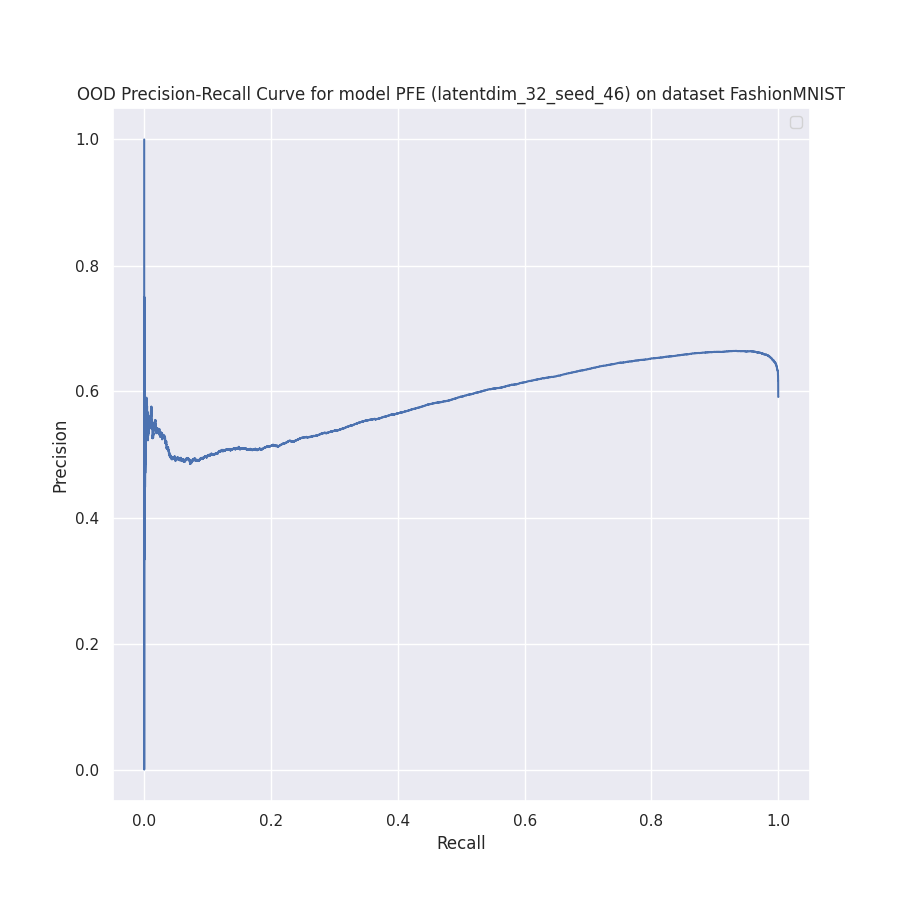 OOD Precision-Recall Curve for model PFE (latentdim_32_seed_46) on dataset FashionMNIST
1.0
0.8
0.6
0.4
0.2
0.0
Precision
0.0 0.2 0.4 0.6 0.8 1.0
Recall